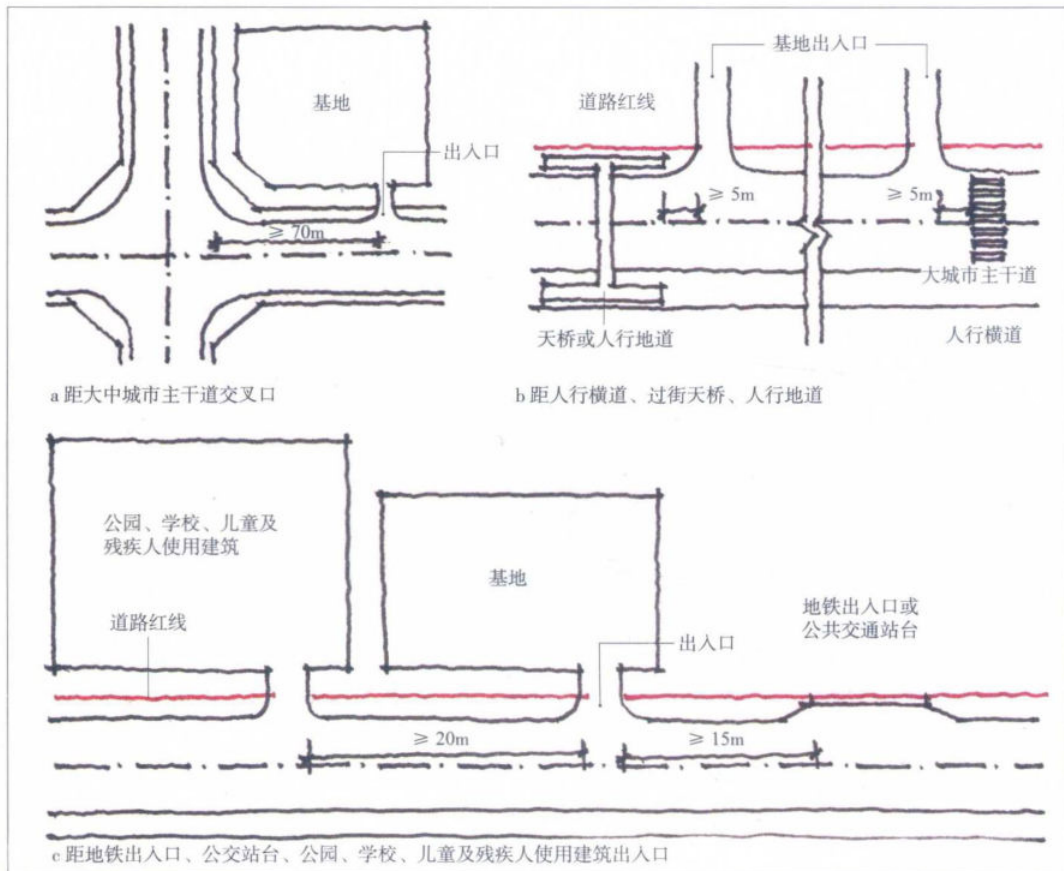 基地
出入口
≥ 70m
a 距大中城市主干道交叉口
基地出入口
道路红线
≥ 5m
≥ 5m
大城市主干道
天桥或人行地道
人行横道
b 距人行横道、过街天桥、人行地道
公园、学校、儿童及
残疾人使用建筑
道路红线
基地
出入口
地铁出入口或
公共交通站台
≥ 20m
≥ 15m
c 距地铁出入口、公交站台、公园、学校、儿童及残疾人使用建筑出入口